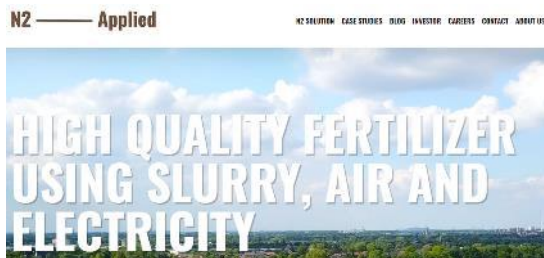 N2 Applied
N2 SOLUTION CASE STUDIES BLOG INVESTOR CAREERS CONTACT ABOUT US
HIGH QUALITY FERTILIZER
USING SLURRY, AIR AND
ELECTRICITY